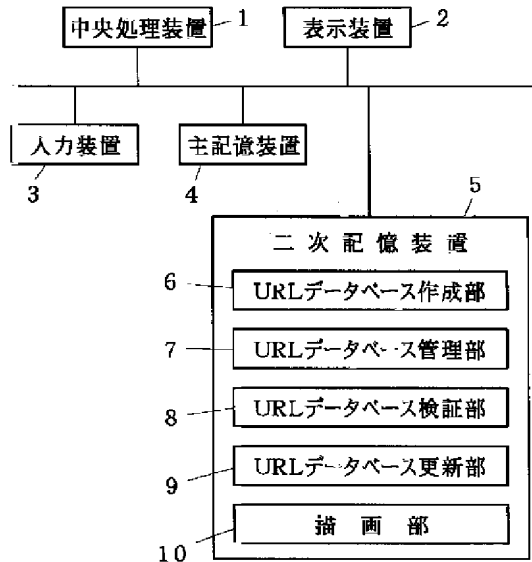 中央処理装置 1
表示装置 2
入力装置
主記憶装置
3
4
5
二次記憶装置
6 URLデータベース作成部
7 URLデータベース管理部
8 URLデータベース検証部
9 URLデータベース更新部
描画部
10